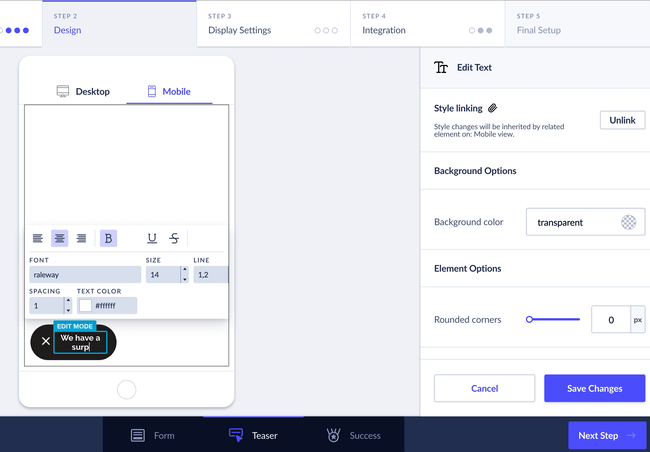 STEP 2
Design
STEP 3
Display Settings
STEP 4
Integration
STEP 5
Final Setup
Desktop
Mobile
B
U
S
FONT
SIZE
LINE
raleway
14
1,2
SPACING
TEXT COLOR
1
#ffffff
EDIT MODE
We have a
surp
Edit Text
Style linking
Unlink
Style changes will be inherited by related
element on: Mobile view.
Background Options
Background color
transparent
Element Options
Rounded corners
0
px
Cancel
Save Changes
Form
Teaser
Success
Next Step